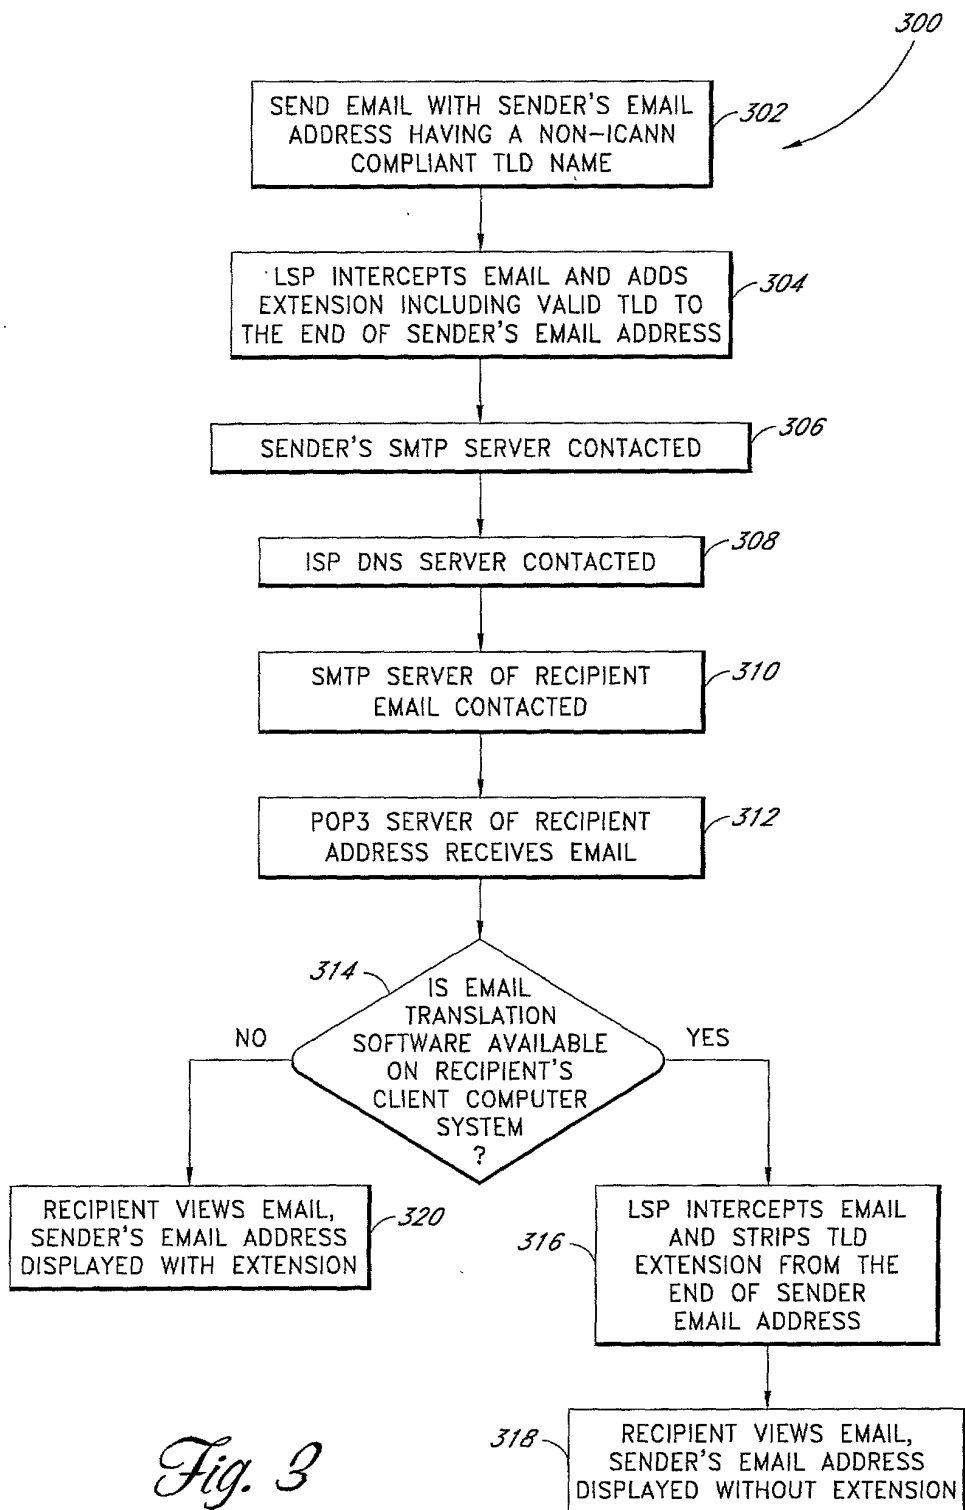 300
SEND EMAIL WITH SENDER'S EMAIL
ADDRESS HAVING A NON-ICANN
COMPLIANT TLD NAME
302
LSP INTERCEPTS EMAIL AND ADDS
EXTENSION INCLUDING VALID TLD TO
THE END OF SENDER'S EMAIL ADDRESS
304
SENDER'S SMTP SERVER CONTACTED
306
ISP DNS SERVER CONTACTED
308
SMTP SERVER OF RECIPIENT
EMAIL CONTACTED
310
POP3 SERVER OF RECIPIENT
ADDRESS RECEIVES EMAIL
312
314
IS EMAIL
TRANSLATION
SOFTWARE AVAILABLE
ON RECIPIENT'S
CLIENT COMPUTER
SYSTEM
?
NO
YES
RECIPIENT VIEWS EMAIL,
SENDER'S EMAIL ADDRESS
DISPLAYED WITH EXTENSION
320
316
LSP INTERCEPTS EMAIL
AND STRIPS TLD
EXTENSION FROM THE
END OF SENDER
EMAIL ADDRESS
318
RECIPIENT VIEWS EMAIL,
SENDER'S EMAIL ADDRESS
DISPLAYED WITHOUT EXTENSION
Fig. 3